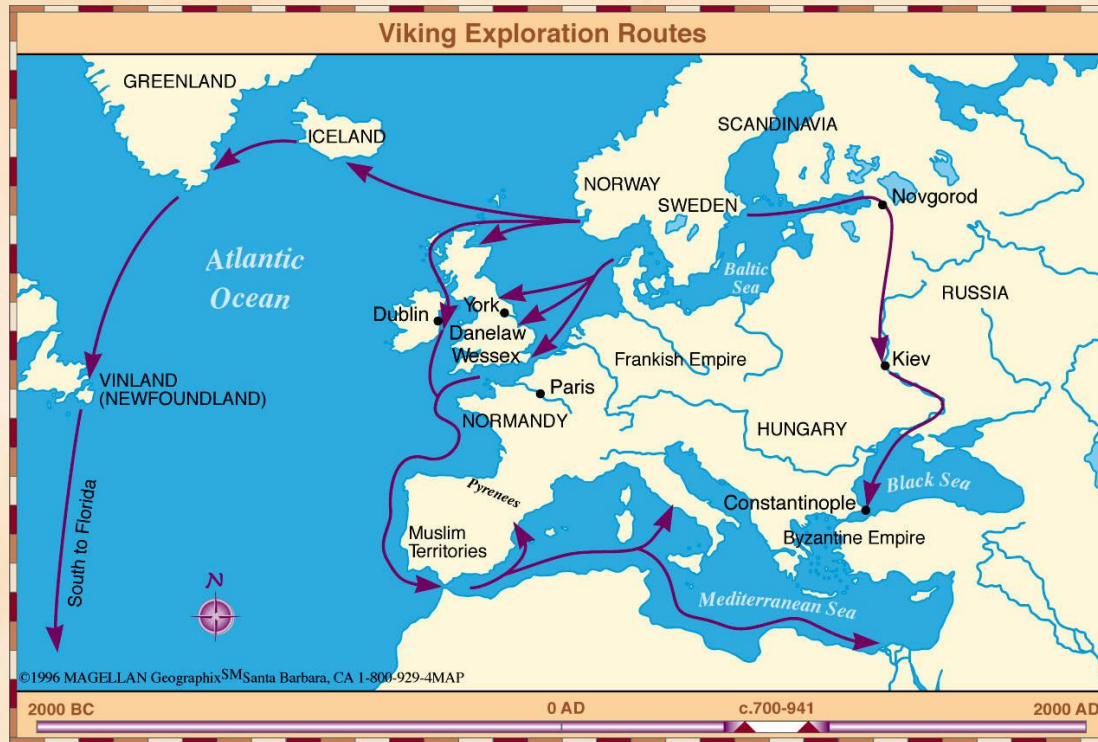 Viking Exploration Routes
GREENLAND
ICELAND
SCANDINAVIA
NORWAY
SWEDEN
Novgorod
Atlantic
Ocean
Baltic
Sea
RUSSIA
Dublin
York
Danelaw
Wessex
Frankish Empire
Kiev
VINLAND
(NEWFOUNDLAND)
Paris
NORMANDY
HUNGARY
Pyrenees
Black Sea
Constantinople
Muslim
Territories
Byzantine Empire
South to Florida
N
Mediterranean Sea
©1996 MAGELLAN Geographix℠Santa Barbara, CA 1-800-929-4MAP
2000 BC
0 AD
c.700-941
2000 AD